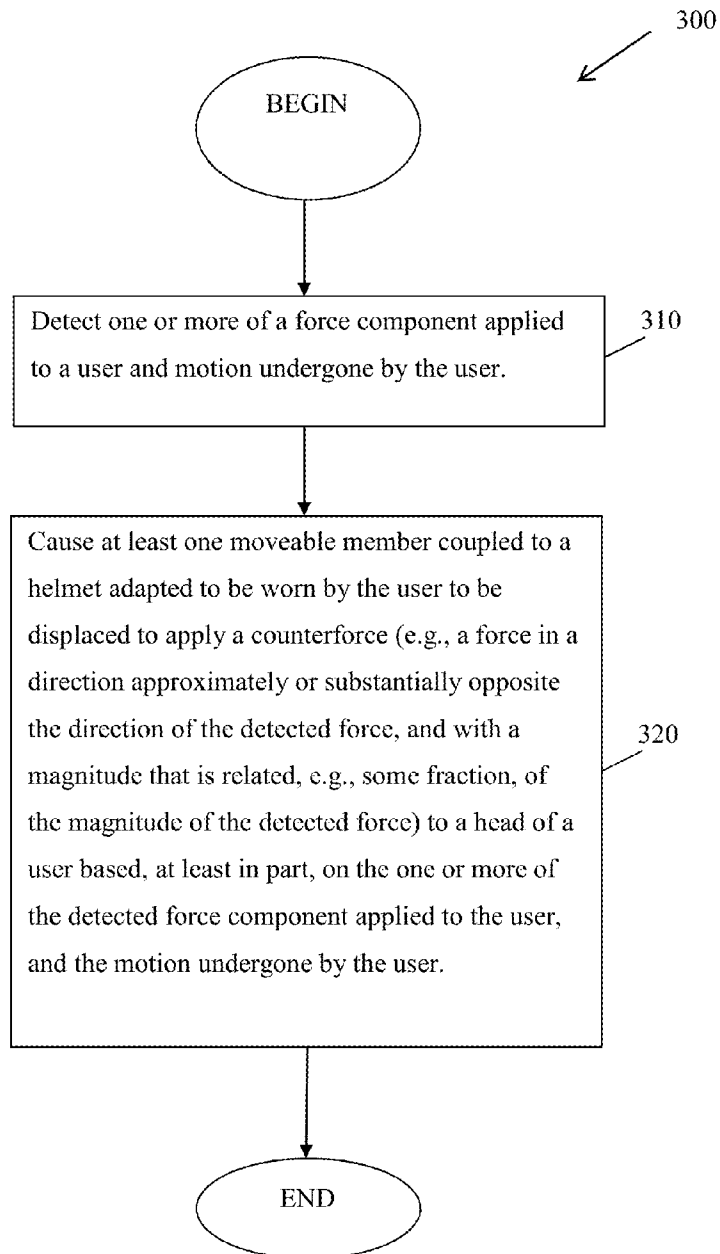 300
BEGIN
Detect one or more of a force component applied
to a user and motion undergone by the user.
310
Cause at least one moveable member coupled to a
helmet adapted to be worn by the user to be
displaced to apply a counterforce (e.g., a force in a
direction approximately or substantially opposite
the direction of the detected force, and with a
magnitude that is related, e.g., some fraction, of
the magnitude of the detected force) to a head of a
user based, at least in part, on the one or more of
the detected force component applied to the user,
and the motion undergone by the user.
320
END